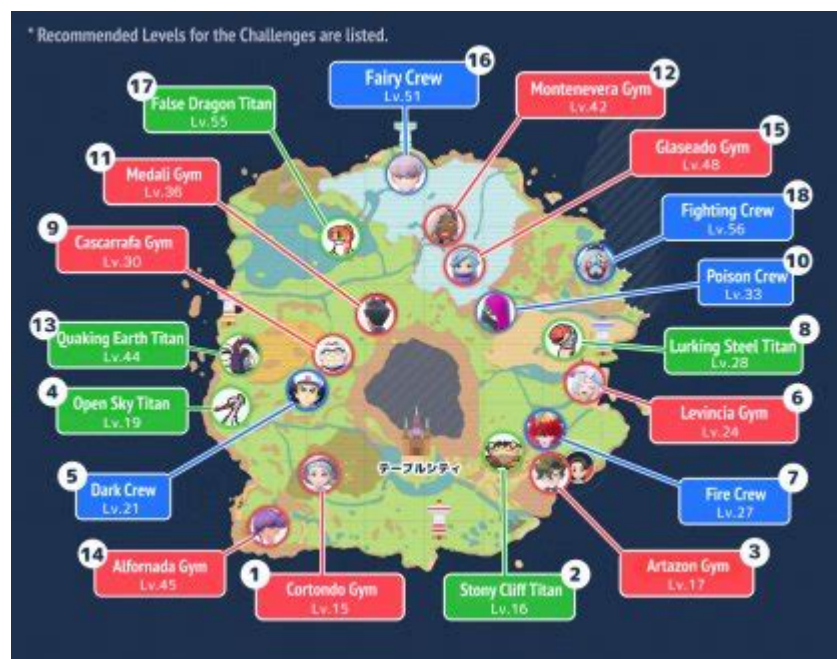 * Recommended Levels for the Challenges are listed.
16
Fairy Crew
Lv.51
12
Montenevera Gym
Lv.42
17
False Dragon Titan
Lv.55
15
Glaseado Gym
Lv.48
11
Medali Gym
Lv.36
18
Fighting Crew
Lv.56
9
Cascarrafa Gym
Lv.30
10
Poison Crew
Lv.33
13
Quaking Earth Titan
Lv.44
8
Lurking Steel Titan
Lv.28
4
Open Sky Titan
Lv.19
6
Levincia Gym
Lv.24
テーブルシティ
5
Dark Crew
Lv.21
7
Fire Crew
Lv.27
14
Alfornada Gym
Lv.45
1
Cortondo Gym
Lv.15
2
Stony Cliff Titan
Lv.16
3
Artazon Gym
Lv.17